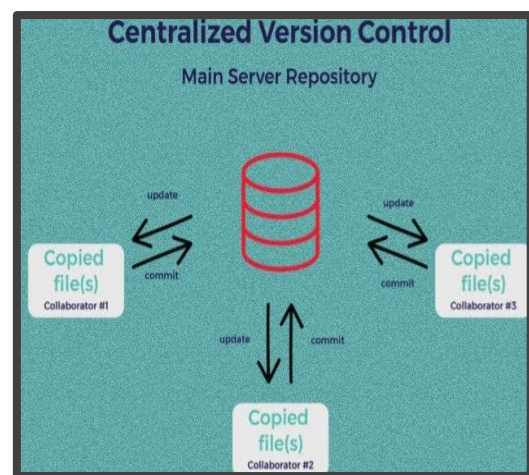 Centralized Version Control
Main Server Repository
update
commit
Copied
file(s)
Collaborator #1
update
commit
Copied
file(s)
Collaborator #3
update
commit
Copied
file(s)
Collaborator #2